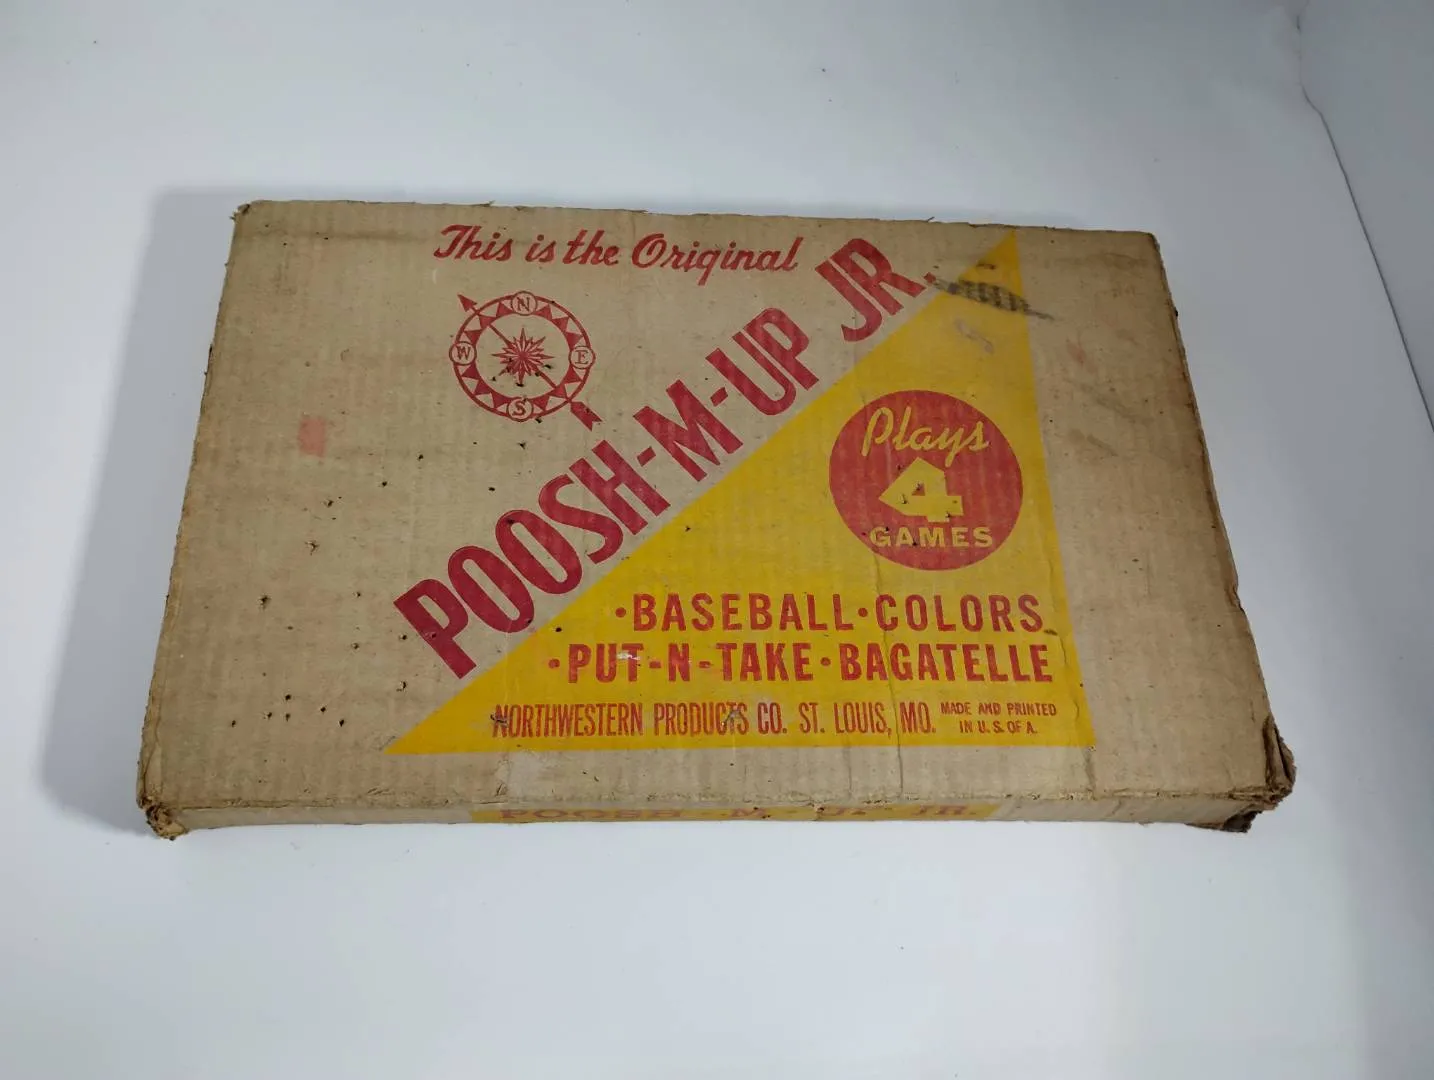 This is the Original
POOSH-M-UP JR.
N
W E
S
Plays
4
GAMES
•BASEBALL•COLORS
•PUT-N-TAKE•BAGATELLE
NORTHWESTERN PRODUCTS CO. ST. LOUIS, MO. MADE AND PRINTED
IN U.S. OF A.
POOSH-M-UP JR.